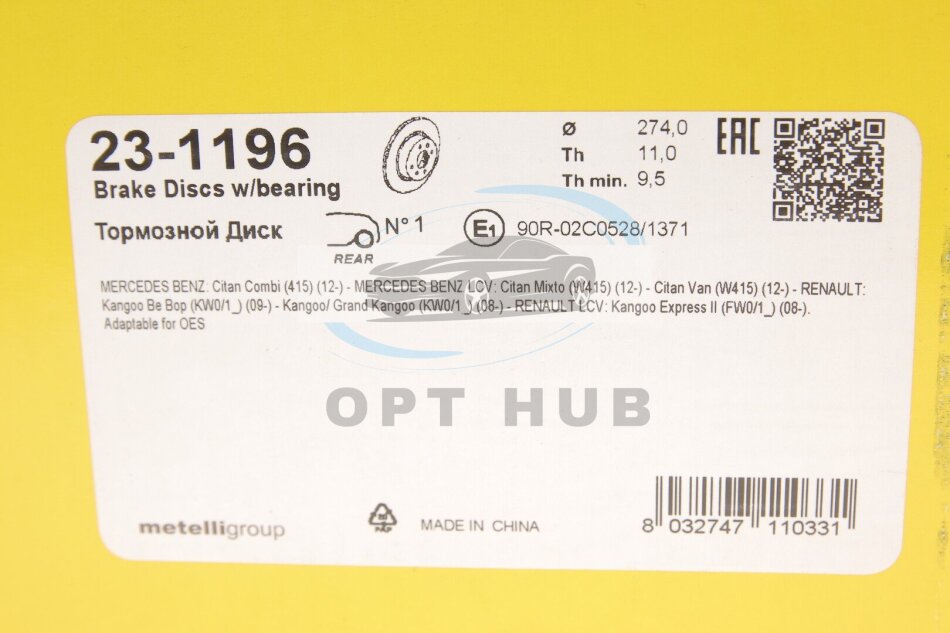 23-1196
Brake Discs w/bearing
Тормозной Диск
REAR
N° 1
Ø 274,0
Th 11,0
Th min. 9,5
EAC
E1 90R-02C0528/1371
MERCEDES BENZ: Citan Combi (415) (12-) - MERCEDES BENZ LCV: Citan Mixto (W415) (12-) - Citan Van (W415) (12-) - RENAULT:
Kangoo Be Bop (KW0/1_) (09-) - Kangoo/ Grand Kangoo (KW0/1_) (08-) - RENAULT LCV: Kangoo Express II (FW0/1_) (08-).
Adaptable for OES
OPT HUB
metelligroup
PAP
MADE IN CHINA
8 032747 110331